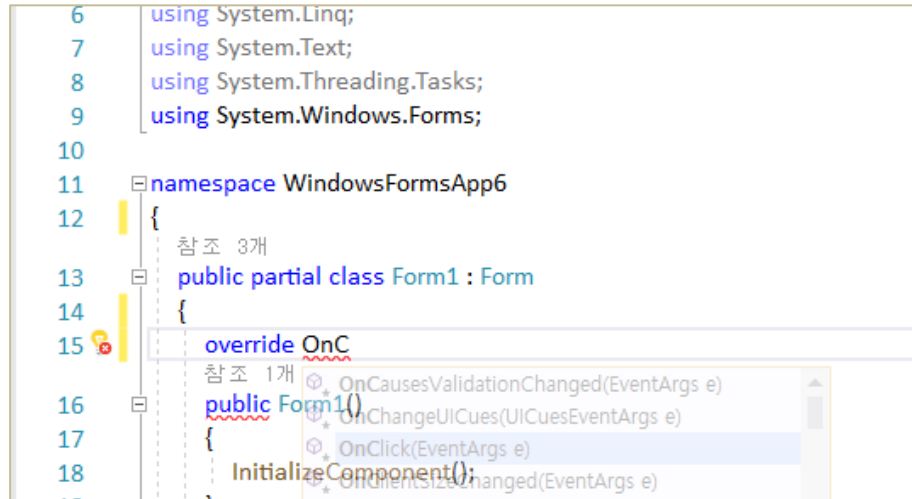 6 using System.Linq;
7 using System.Text;
8 using System.Threading.Tasks;
9 using System.Windows.Forms;
10
11 namespace WindowsFormsApp6
12 {
참조 3개
13 public partial class Form1 : Form
14 {
15 override OnC
참조 1개
OnCausesValidationChanged(EventArgs e)
16 public Form1()
OnChangeUICues(UICuesEventArgs e)
17 {
OnClick(EventArgs e)
18 InitializeComponent();
OnClientSizeChanged(EventArgs e)